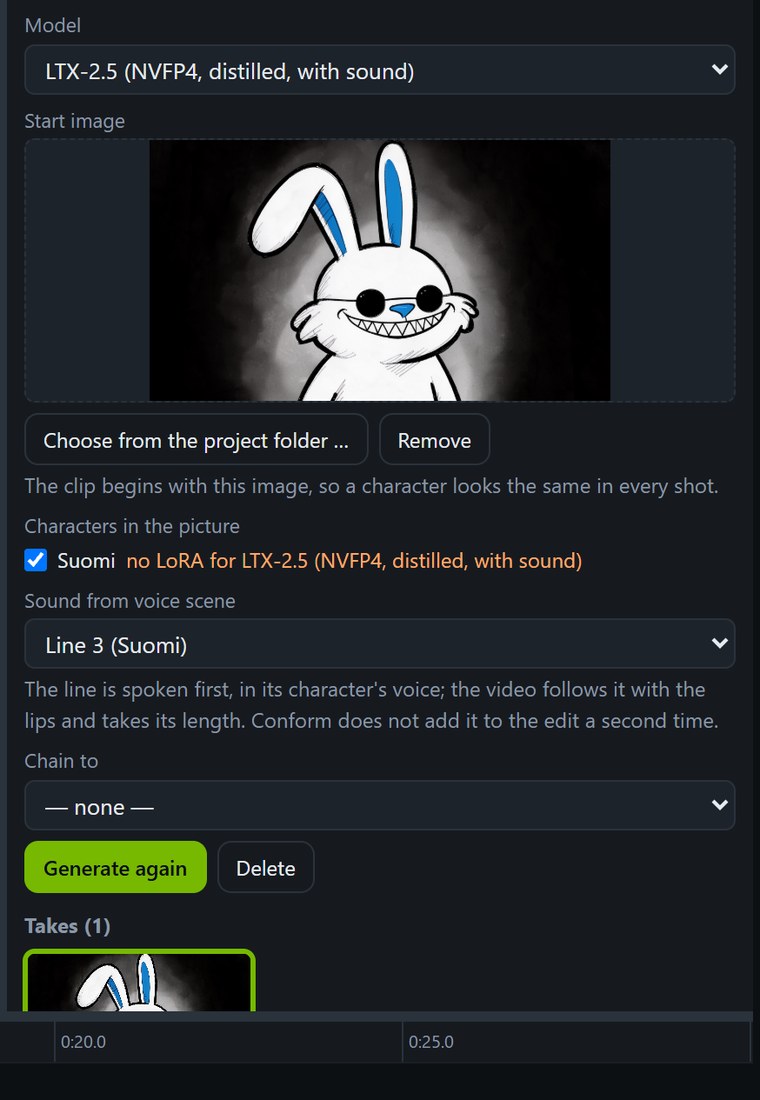 Model
LTX-2.5 (NVFP4, distilled, with sound)
Start image
Choose from the project folder ...
Remove
The clip begins with this image, so a character looks the same in every shot.
Characters in the picture
Suomi no LoRA for LTX-2.5 (NVFP4, distilled, with sound)
Sound from voice scene
Line 3 (Suomi)
The line is spoken first, in its character's voice; the video follows it with the
lips and takes its length. Conform does not add it to the edit a second time.
Chain to
— none —
Generate again
Delete
Takes (1)
0:20.0
0:25.0